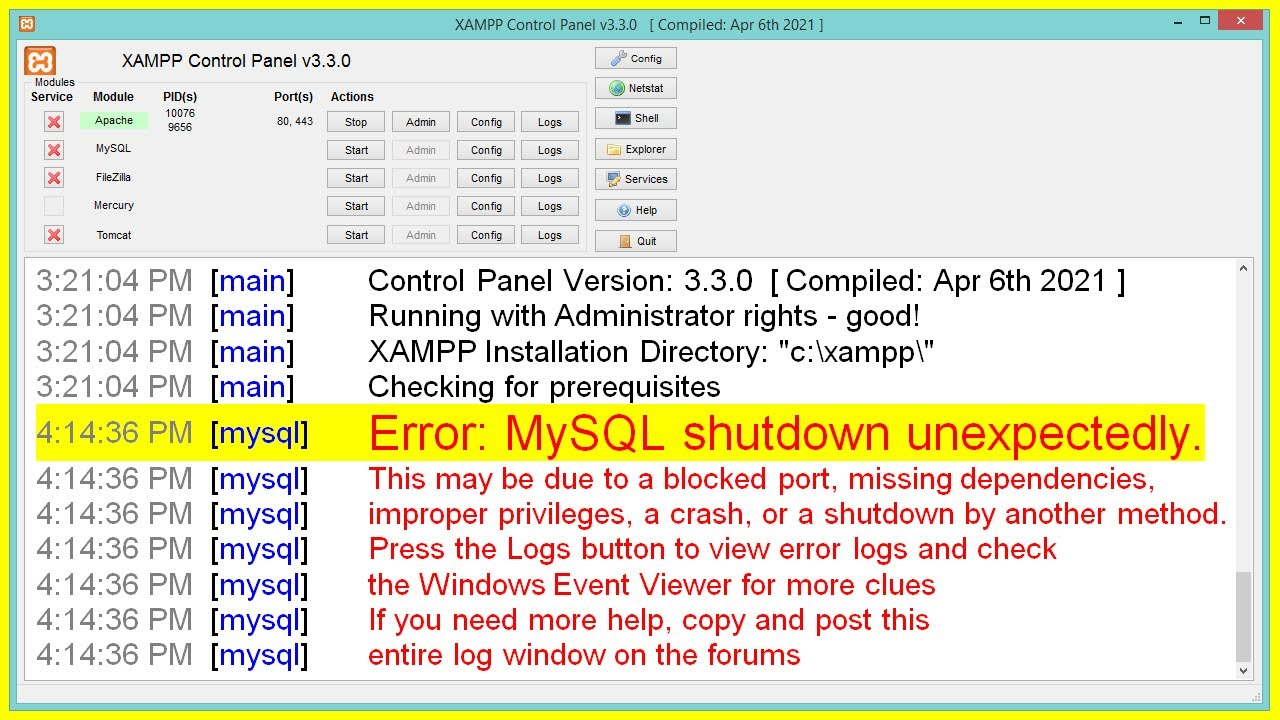 XAMPP Control Panel v3.3.0 [ Compiled: Apr 6th 2021 ]
XAMPP Control Panel v3.3.0
Modules
Service Module PID(s) Port(s) Actions
Apache 10076 9656 80, 443 Stop Admin Config Logs
MySQL Start Admin Config Logs
FileZilla Start Admin Config Logs
Mercury Start Admin Config Logs
Tomcat Start Admin Config Logs
Config
Netstat
Shell
Explorer
Services
Help
Quit
3:21:04 PM [main] Control Panel Version: 3.3.0 [ Compiled: Apr 6th 2021 ]
3:21:04 PM [main] Running with Administrator rights - good!
3:21:04 PM [main] XAMPP Installation Directory: "c:\xampp\"
3:21:04 PM [main] Checking for prerequisites
4:14:36 PM [mysql] Error: MySQL shutdown unexpectedly.
4:14:36 PM [mysql] This may be due to a blocked port, missing dependencies,
4:14:36 PM [mysql] improper privileges, a crash, or a shutdown by another method.
4:14:36 PM [mysql] Press the Logs button to view error logs and check
4:14:36 PM [mysql] the Windows Event Viewer for more clues
4:14:36 PM [mysql] If you need more help, copy and post this
4:14:36 PM [mysql] entire log window on the forums